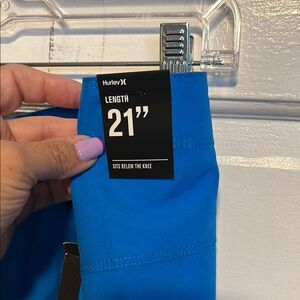 Hurley
LENGTH
21"
SITS BELOW THE KNEE